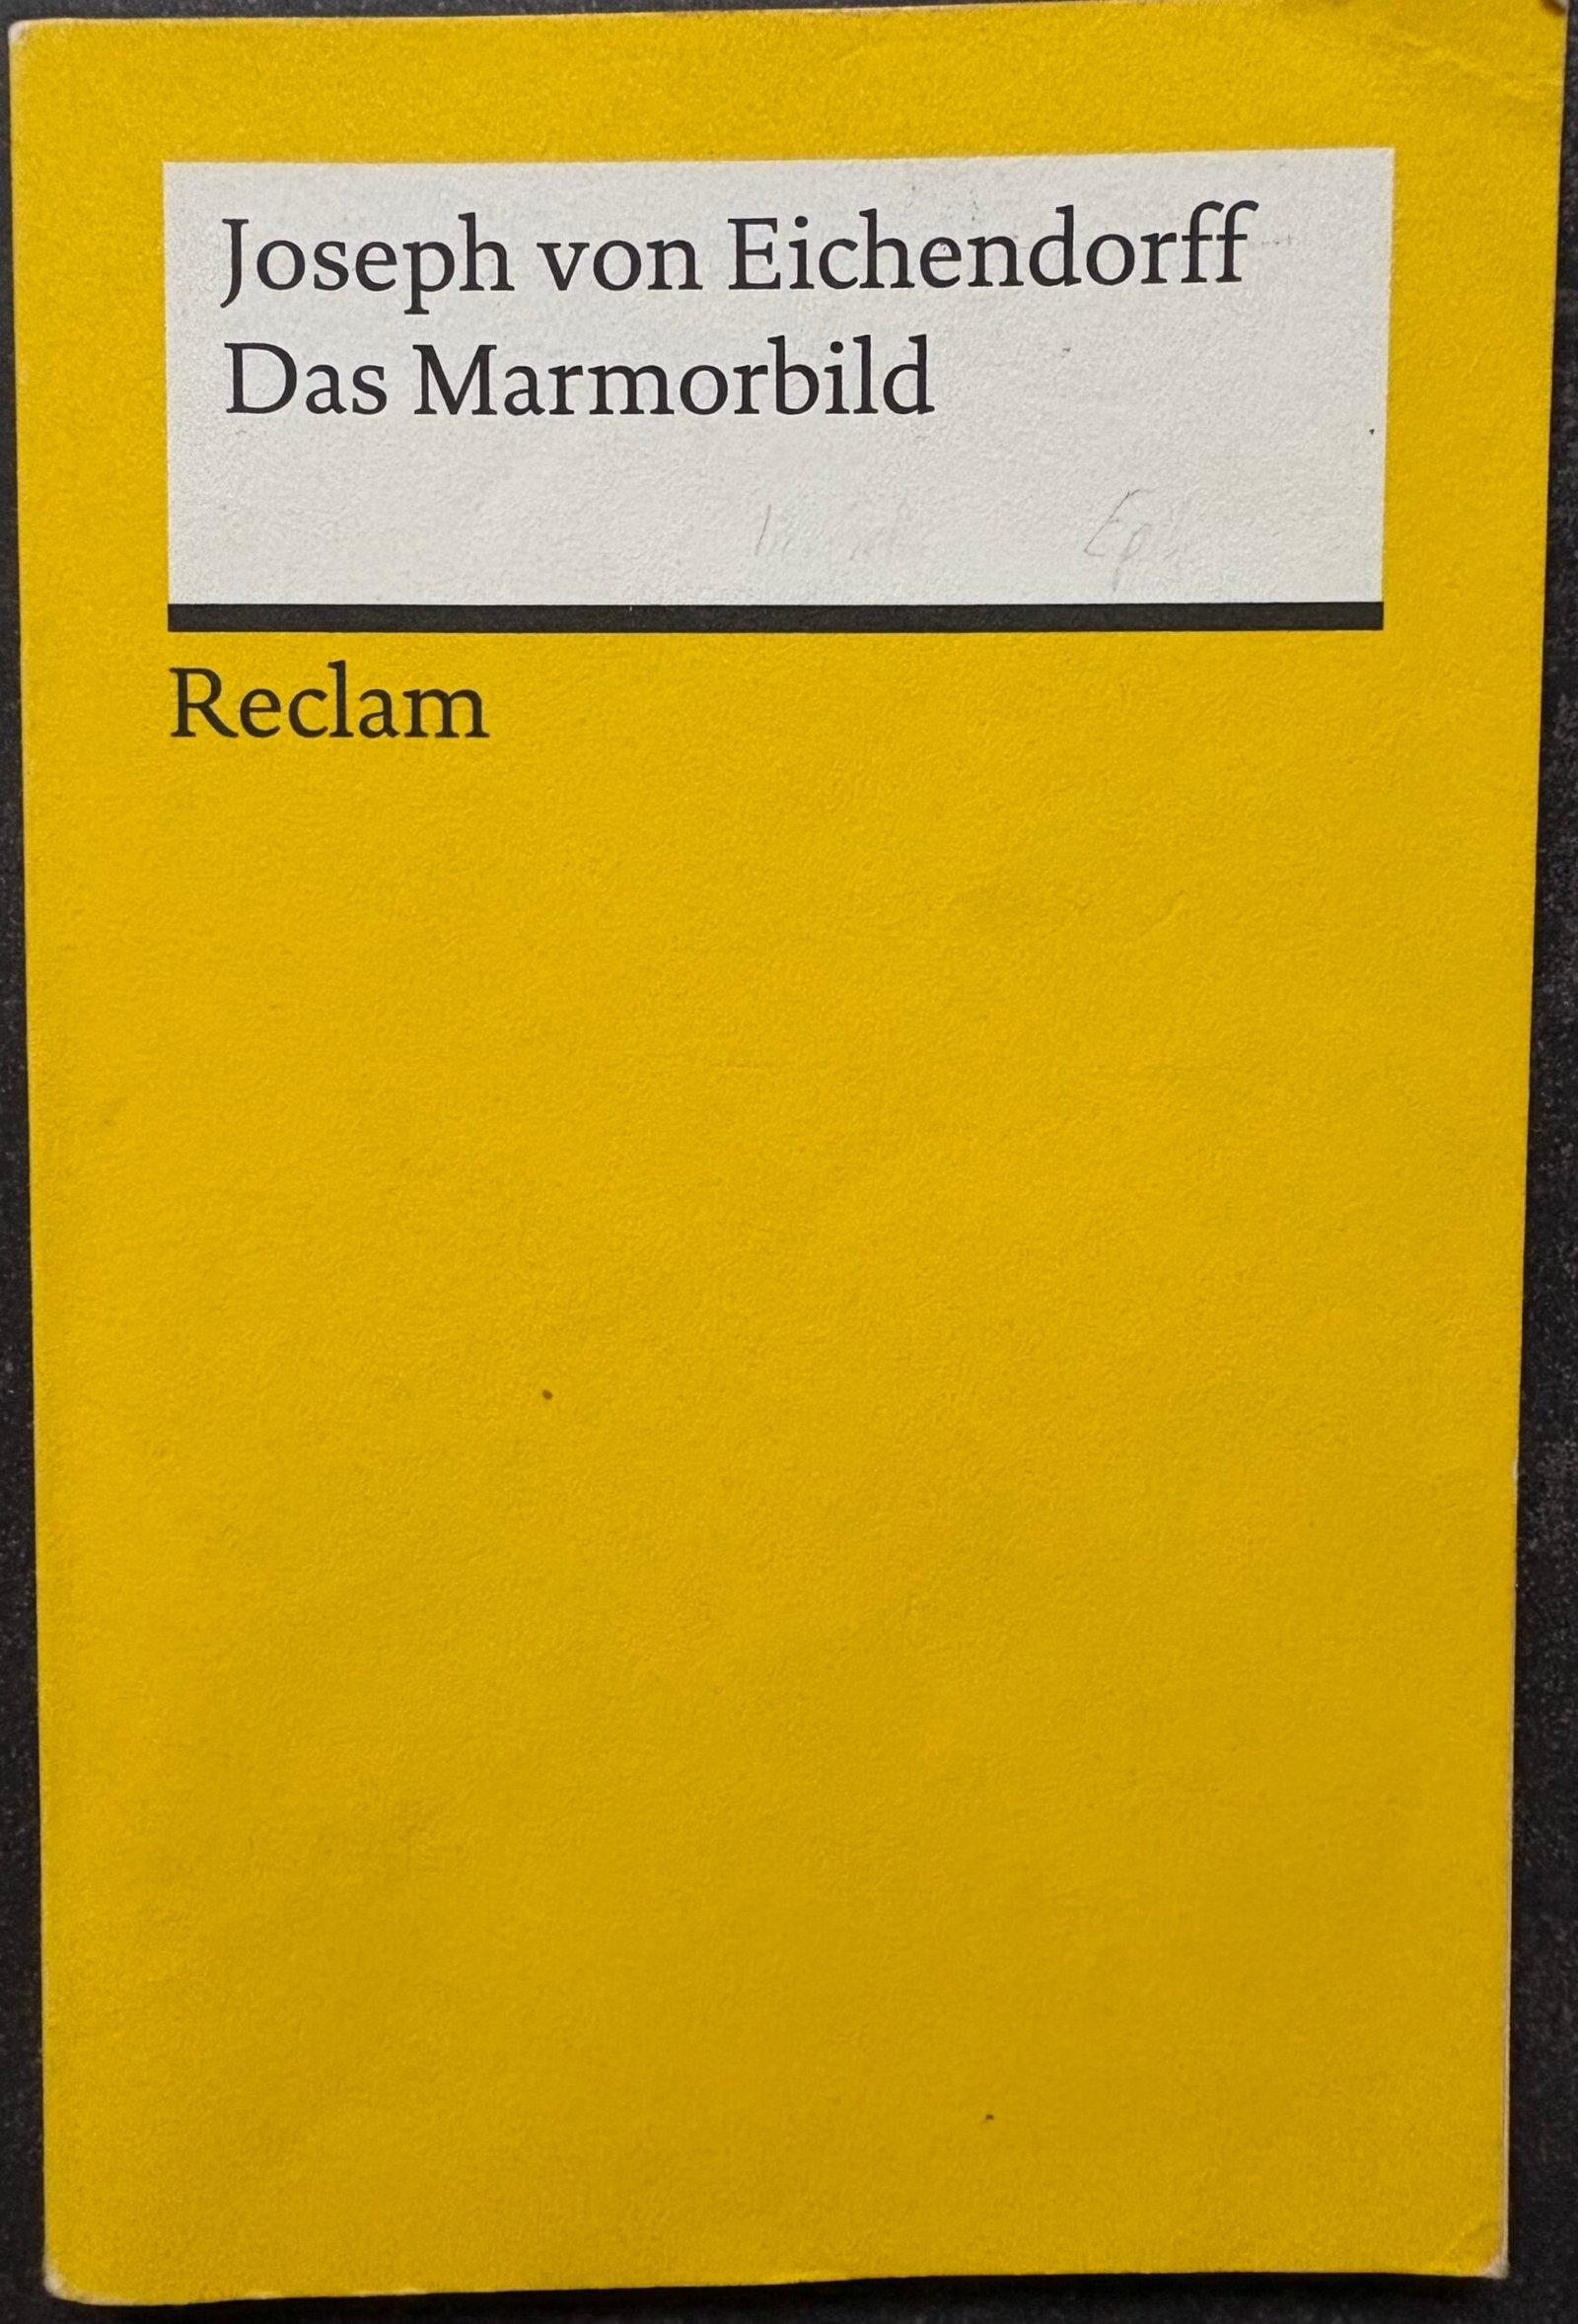 Joseph von Eichendorff
Das Marmorbild
Reclam